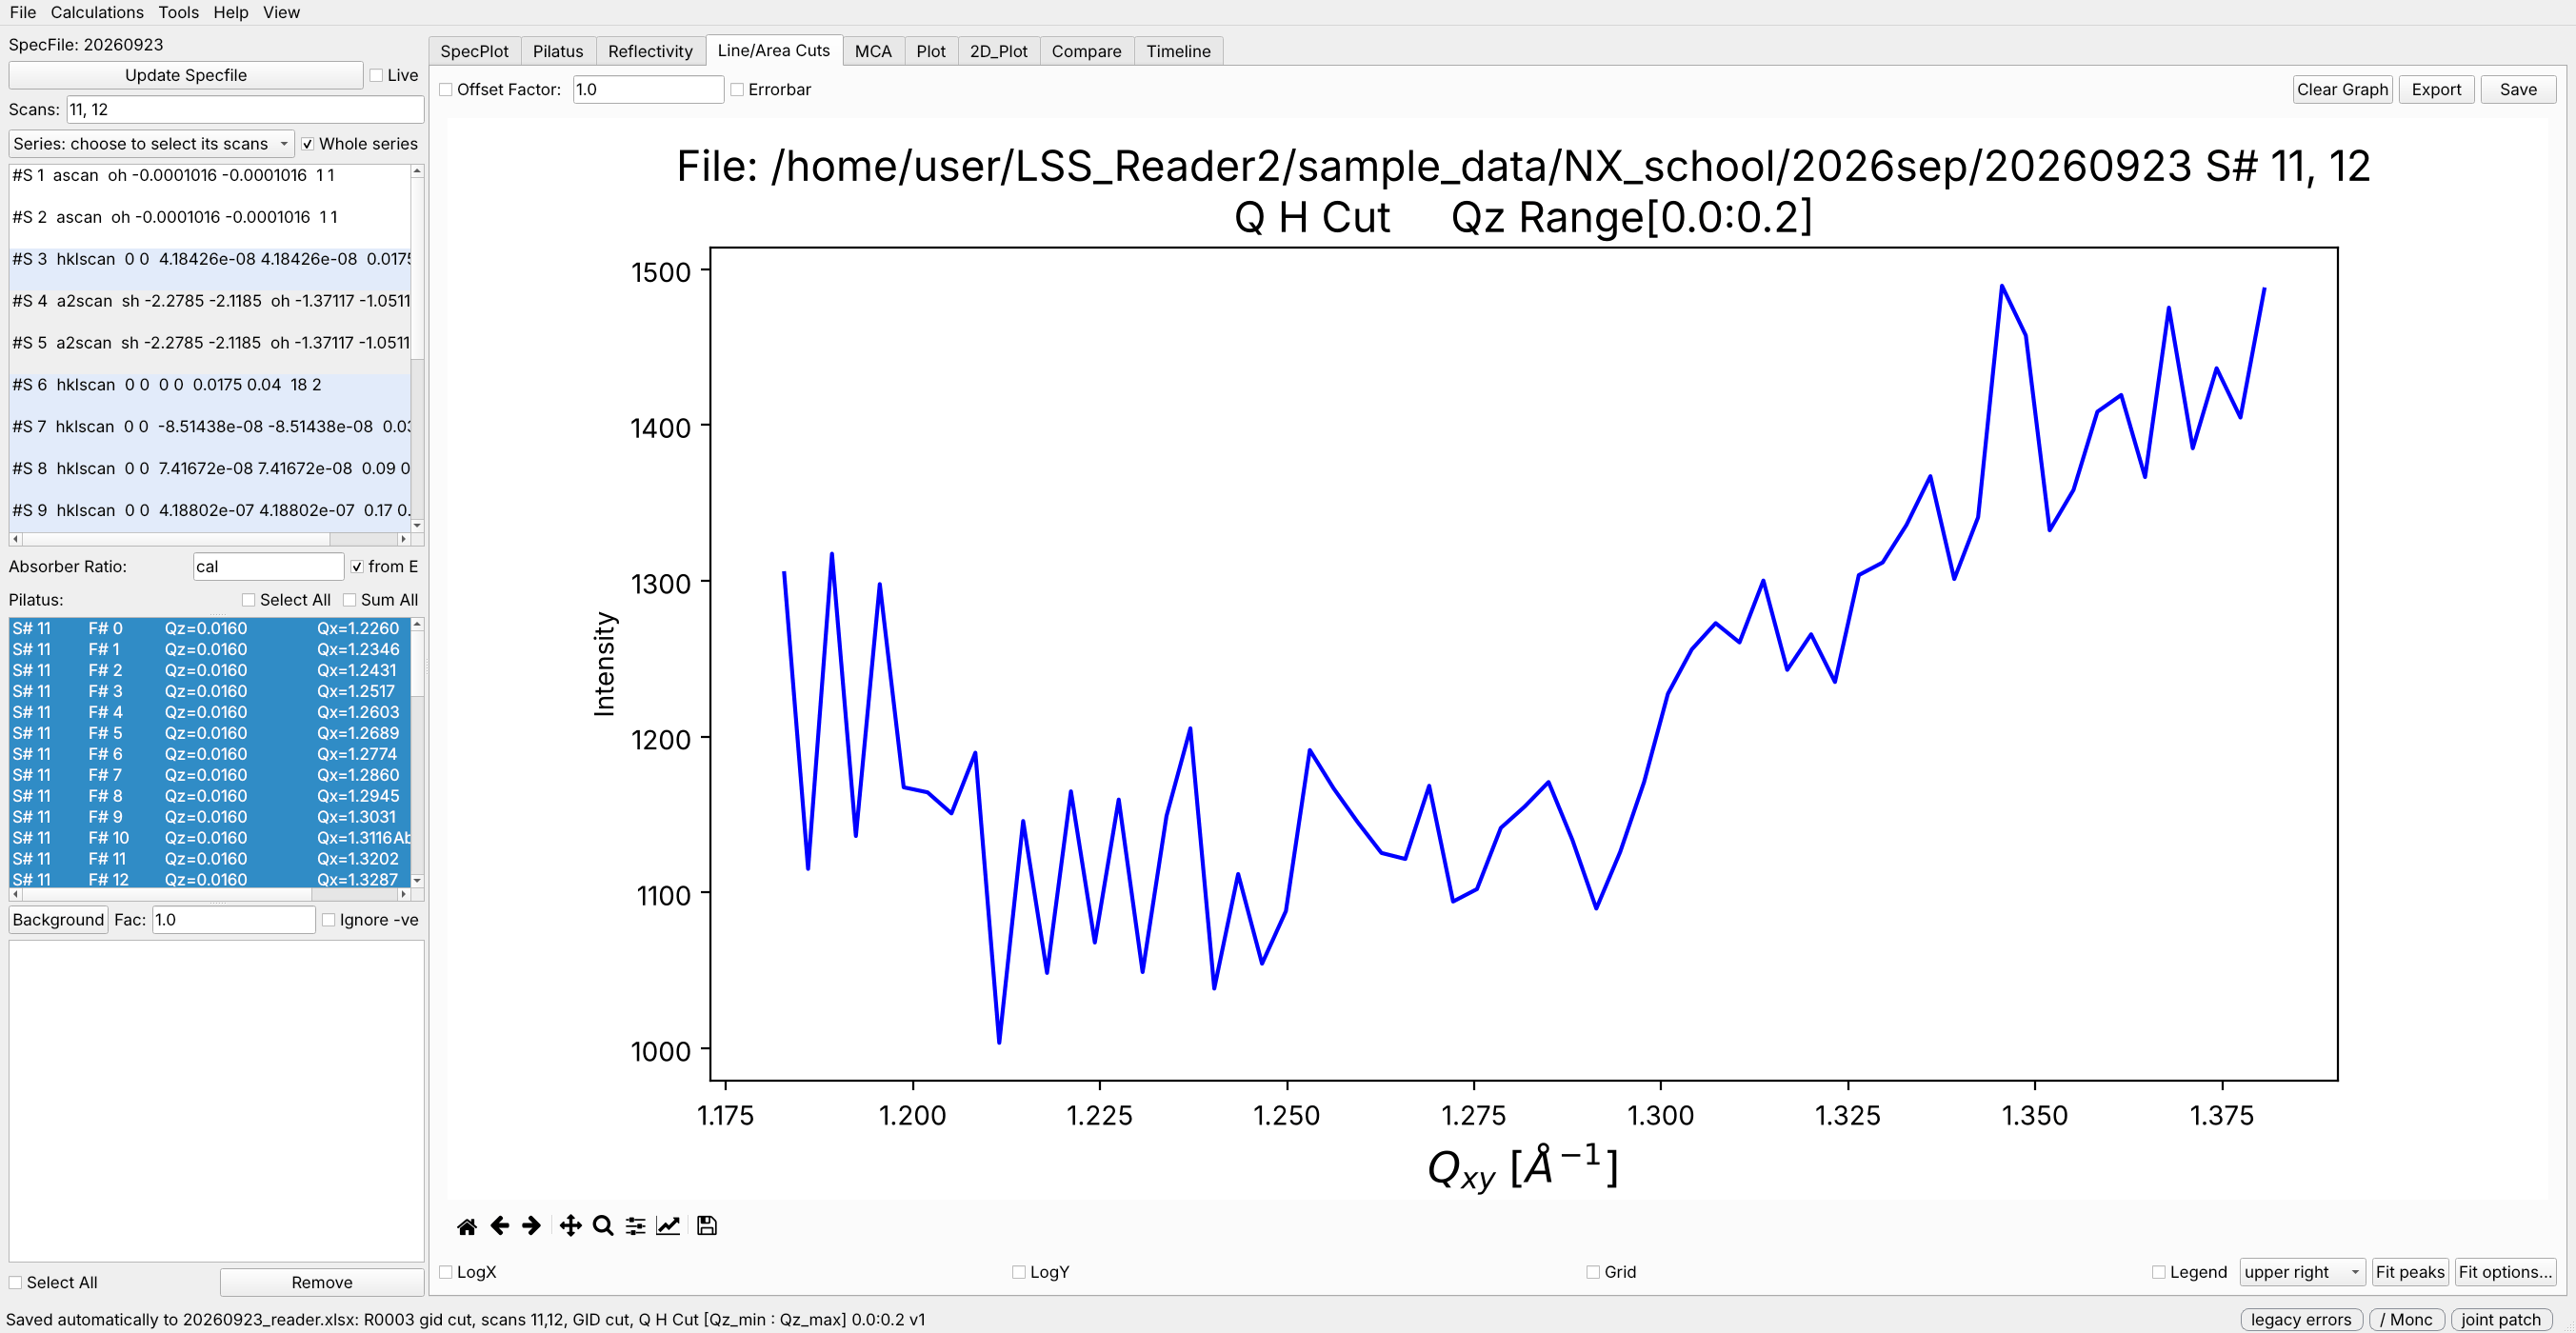 File Calculations Tools Help View
SpecFile: 20260923
Update Specfile Live
Scans: 11, 12
Series: choose to select its scans Whole series
#S 1 ascan oh -0.0001016 -0.0001016 1 1
#S 2 ascan oh -0.0001016 -0.0001016 1 1
#S 3 hklscan 0 0 4.18426e-08 4.18426e-08 0.0175
#S 4 a2scan sh -2.2785 -2.1185 oh -1.37117 -1.0511
#S 5 a2scan sh -2.2785 -2.1185 oh -1.37117 -1.0511
#S 6 hklscan 0 0 0 0 0.0175 0.04 18 2
#S 7 hklscan 0 0 -8.51438e-08 -8.51438e-08 0.03
#S 8 hklscan 0 0 7.41672e-08 7.41672e-08 0.09 0
#S 9 hklscan 0 0 4.18802e-07 4.18802e-07 0.17 0.
Absorber Ratio: cal from E
Pilatus: Select All Sum All
S# 11 F# 0 Qz=0.0160 Qx=1.2260
S# 11 F# 1 Qz=0.0160 Qx=1.2346
S# 11 F# 2 Qz=0.0160 Qx=1.2431
S# 11 F# 3 Qz=0.0160 Qx=1.2517
S# 11 F# 4 Qz=0.0160 Qx=1.2603
S# 11 F# 5 Qz=0.0160 Qx=1.2689
S# 11 F# 6 Qz=0.0160 Qx=1.2774
S# 11 F# 7 Qz=0.0160 Qx=1.2860
S# 11 F# 8 Qz=0.0160 Qx=1.2945
S# 11 F# 9 Qz=0.0160 Qx=1.3031
S# 11 F# 10 Qz=0.0160 Qx=1.3116Ab
S# 11 F# 11 Qz=0.0160 Qx=1.3202
S# 11 F# 12 Qz=0.0160 Qx=1.3287
Background Fac: 1.0 Ignore -ve
Select All Remove
SpecPlot Pilatus Reflectivity Line/Area Cuts MCA Plot 2D_Plot Compare Timeline
Offset Factor: 1.0 Errorbar Clear Graph Export Save
File: /home/user/LSS_Reader2/sample_data/NX_school/2026sep/20260923 S# 11, 12
Q H Cut Qz Range[0.0:0.2]
1500
1400
1300
1200
1100
1000
Intensity
1.175 1.200 1.225 1.250 1.275 1.300 1.325 1.350 1.375
Qxy [Å⁻¹]
LogX LogY Grid Legend upper right Fit peaks Fit options...
Saved automatically to 20260923_reader.xlsx: R0003 gid cut, scans 11,12, GID cut, Q H Cut [Qz_min : Qz_max] 0.0:0.2 v1
legacy errors / Monc joint patch